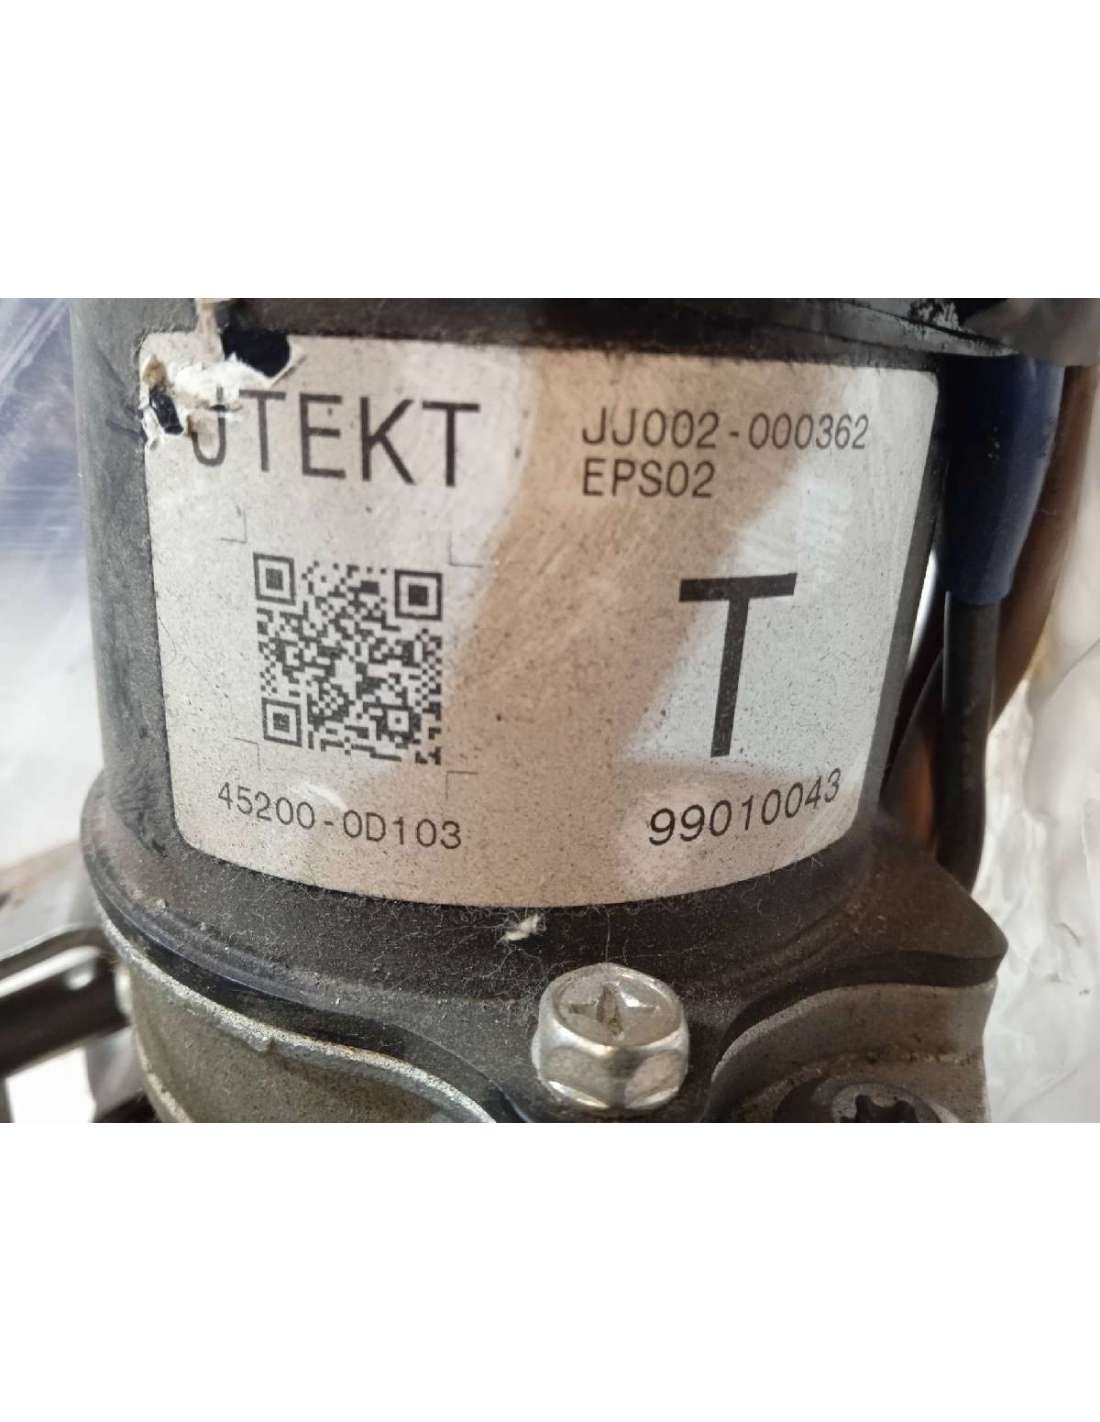 JTEKT
JJ002-000362
EPS02
T
45200-0D103
99010043